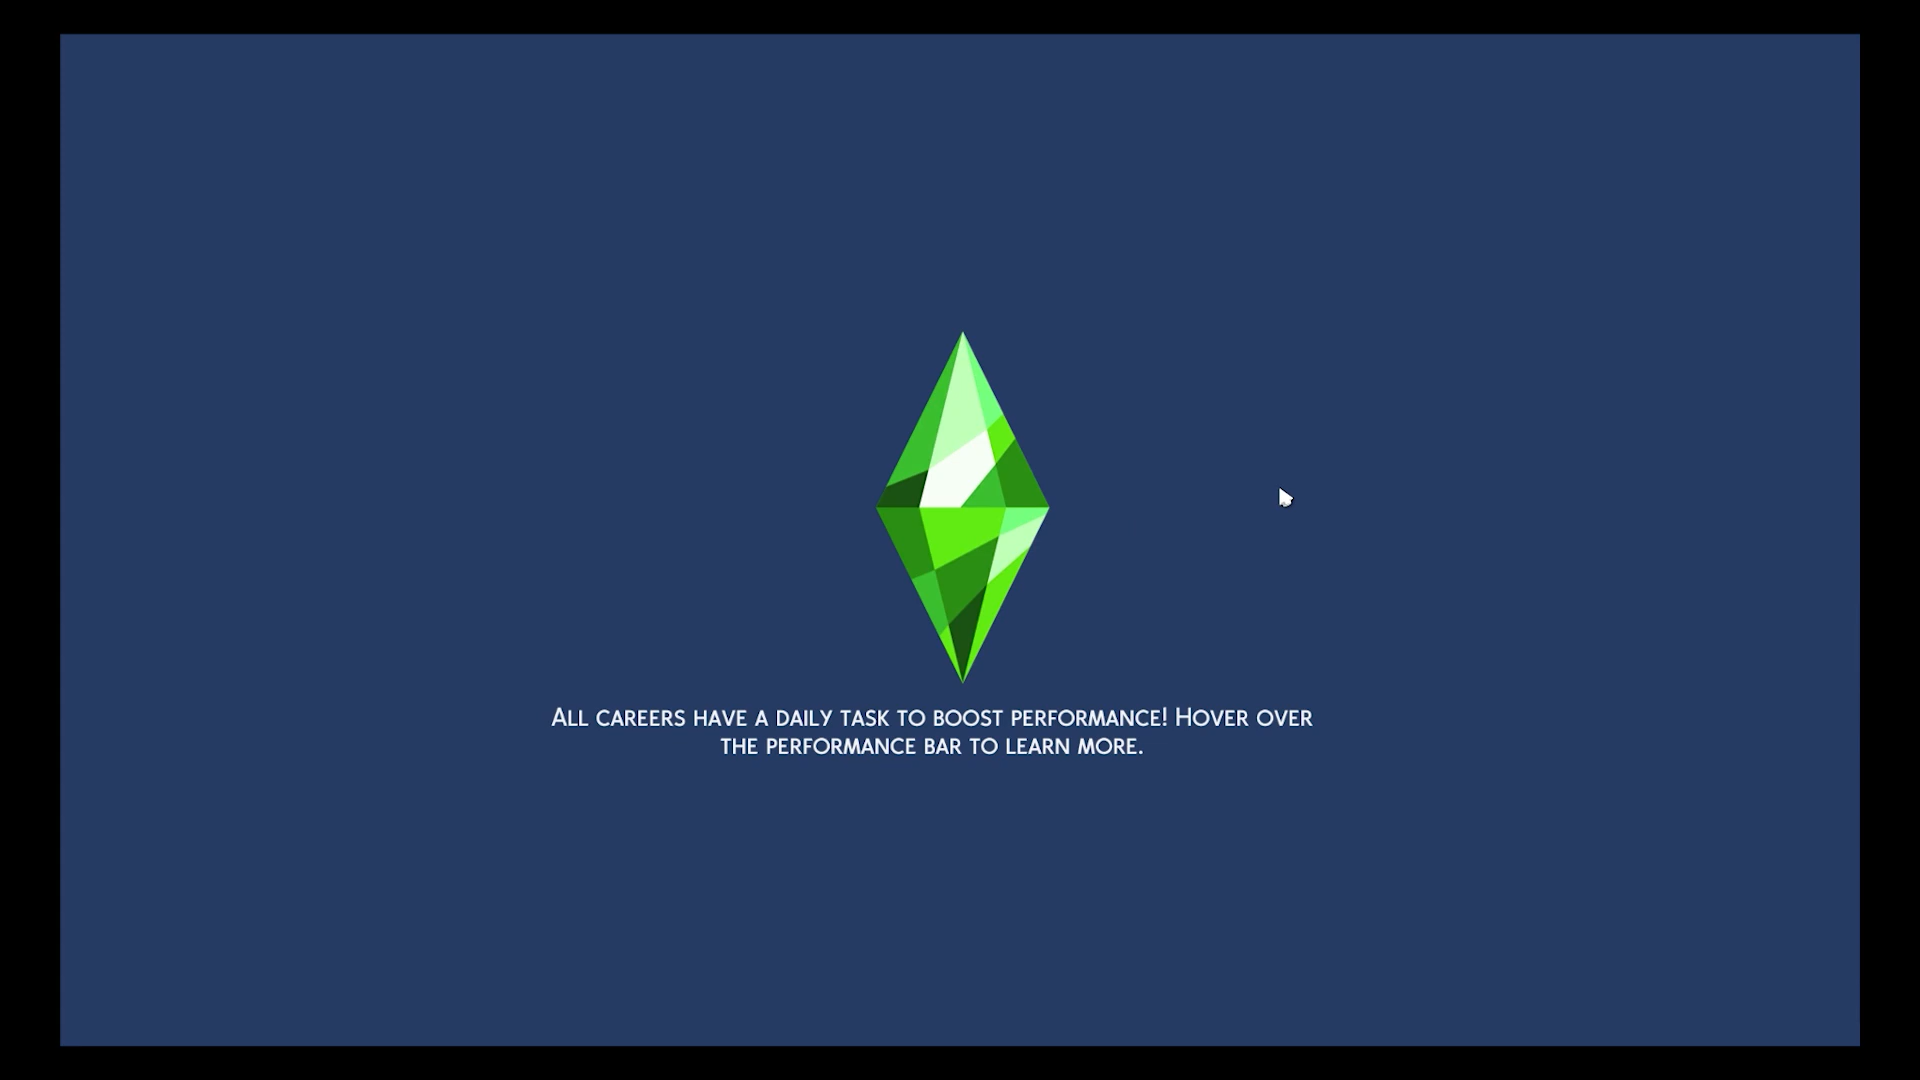 All careers have a daily task to boost performance! Hover over
the performance bar to learn more.